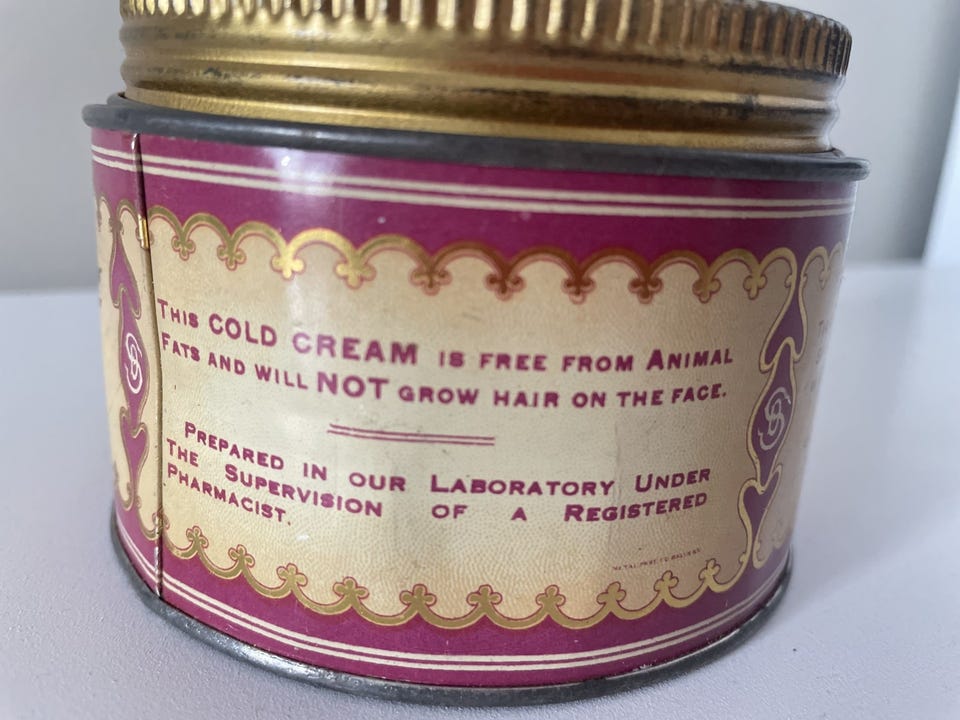 THIS COLD CREAM IS FREE FROM ANIMAL
FATS AND WILL NOT GROW HAIR ON THE FACE.
PREPARED IN OUR LABORATORY UNDER
THE SUPERVISION OF A REGISTERED
PHARMACIST.